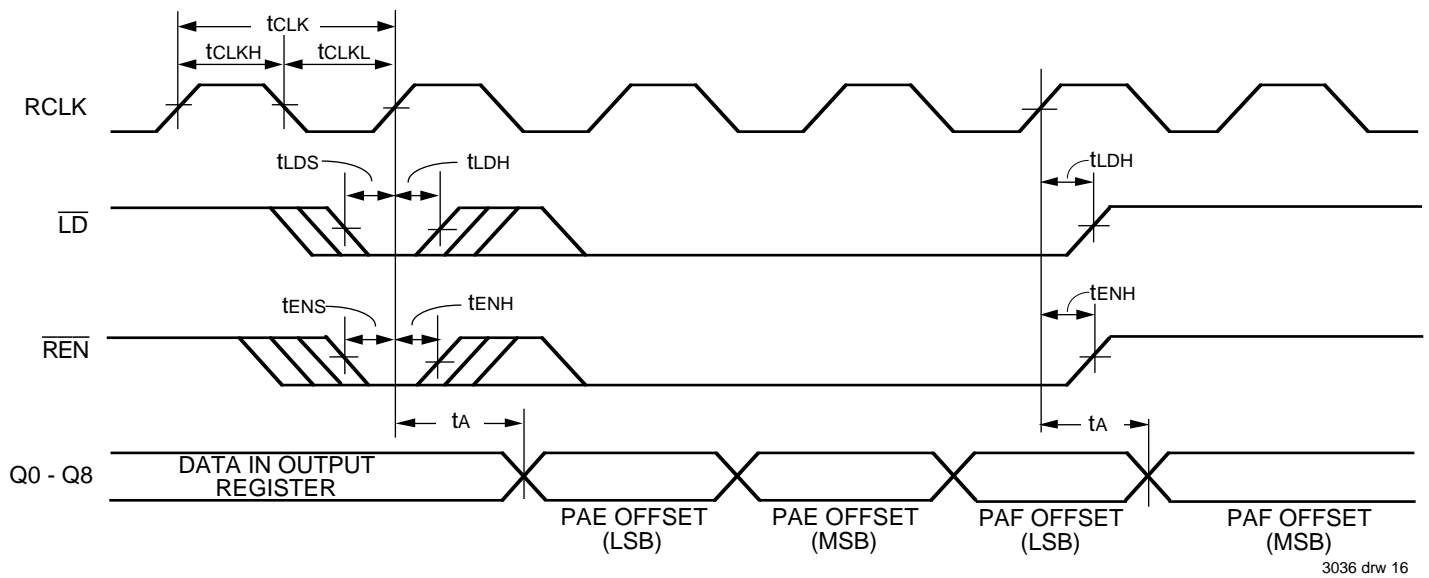 tCLK
tCLKH
tCLKL
RCLK
tLDS
tLDH
tLDH
LD
tENS
tENH
tENH
REN
tA
tA
Q0 - Q8
DATA IN OUTPUT
REGISTER
PAE OFFSET
(LSB)
PAE OFFSET
(MSB)
PAF OFFSET
(LSB)
PAF OFFSET
(MSB)
3036 drw 16